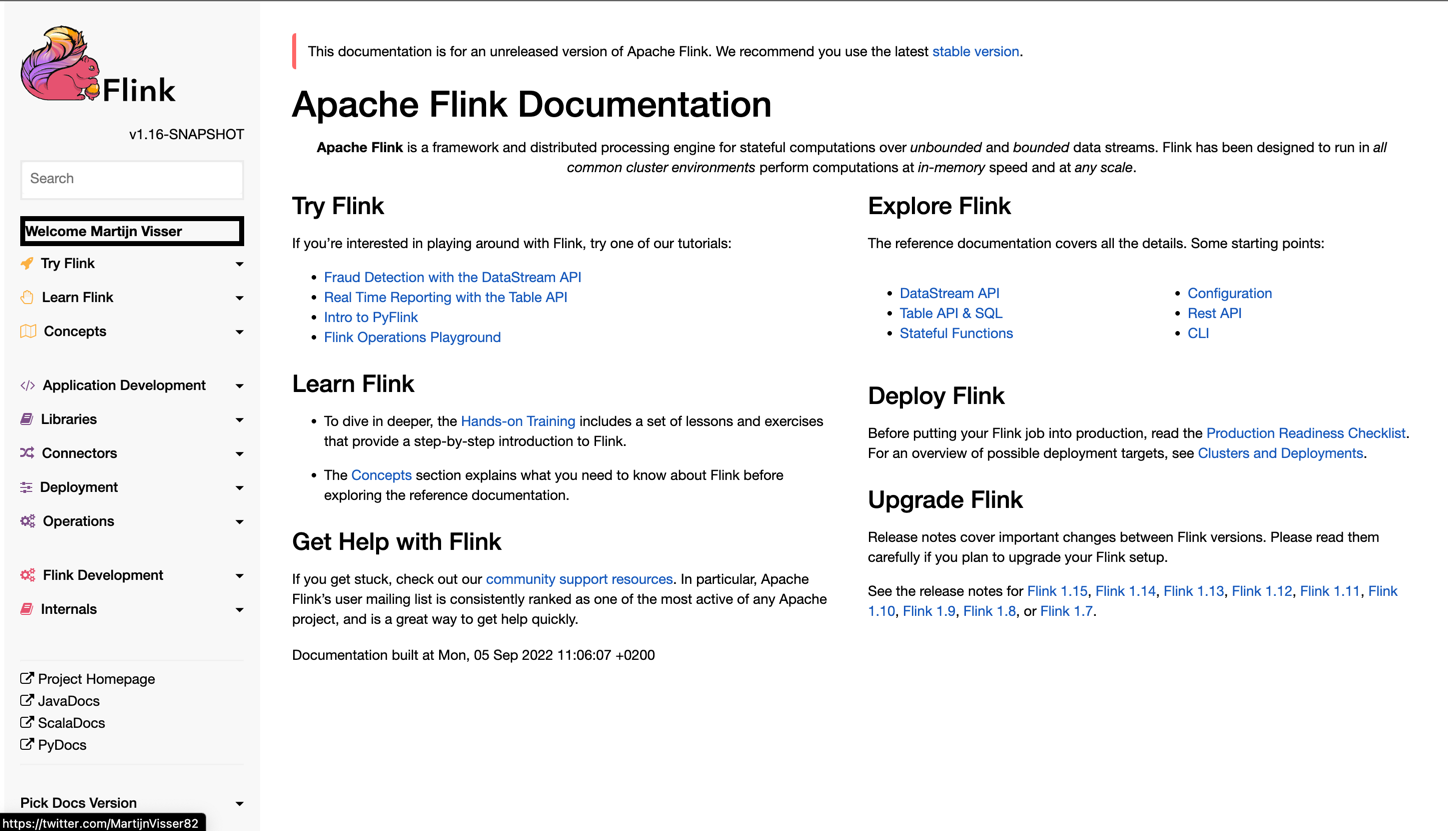 Flink
v1.16-SNAPSHOT
Search
Welcome Martijn Visser
Try Flink
Learn Flink
Concepts
Application Development
Libraries
Connectors
Deployment
Operations
Flink Development
Internals
Project Homepage
JavaDocs
ScalaDocs
PyDocs
Pick Docs Version
https://twitter.com/MartijnVisser82
This documentation is for an unreleased version of Apache Flink. We recommend you use the latest stable version.
Apache Flink Documentation
Apache Flink is a framework and distributed processing engine for stateful computations over unbounded and bounded data streams. Flink has been designed to run in all
common cluster environments perform computations at in-memory speed and at any scale.
Try Flink
If you’re interested in playing around with Flink, try one of our tutorials:
• Fraud Detection with the DataStream API
• Real Time Reporting with the Table API
• Intro to PyFlink
• Flink Operations Playground
Learn Flink
• To dive in deeper, the Hands-on Training includes a set of lessons and exercises
that provide a step-by-step introduction to Flink.
• The Concepts section explains what you need to know about Flink before
exploring the reference documentation.
Get Help with Flink
If you get stuck, check out our community support resources. In particular, Apache
Flink’s user mailing list is consistently ranked as one of the most active of any Apache
project, and is a great way to get help quickly.
Documentation built at Mon, 05 Sep 2022 11:06:07 +0200
Explore Flink
The reference documentation covers all the details. Some starting points:
• DataStream API
• Table API & SQL
• Stateful Functions
• Configuration
• Rest API
• CLI
Deploy Flink
Before putting your Flink job into production, read the Production Readiness Checklist.
For an overview of possible deployment targets, see Clusters and Deployments.
Upgrade Flink
Release notes cover important changes between Flink versions. Please read them
carefully if you plan to upgrade your Flink setup.
See the release notes for Flink 1.15, Flink 1.14, Flink 1.13, Flink 1.12, Flink 1.11, Flink
1.10, Flink 1.9, Flink 1.8, or Flink 1.7.